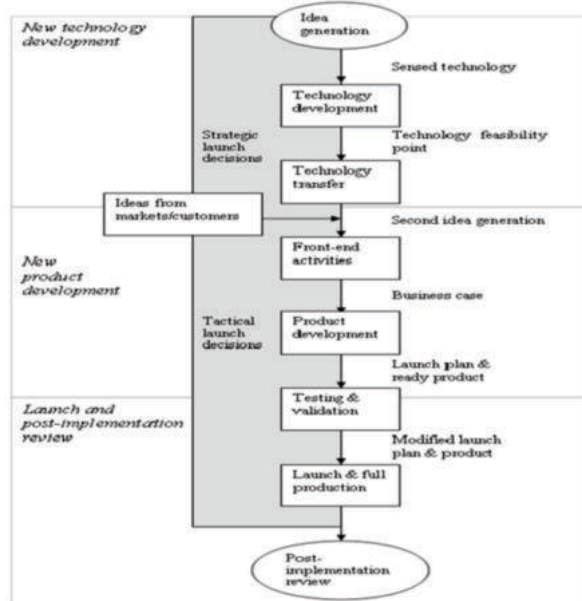 Idea
generation
New technology
development
Sensed technology
Technology
development
Strategic
launch
decisions
Technology feasibility
point
Technology
transfer
Ideas from
markets/customers
Second idea generation
New
product
development
Front-end
activities
Business case
Tactical
launch
decisions
Product
development
Launch plan &
ready product
Launch and
post-implementation
review
Testing &
validation
Modified launch
plan & product
Launch & full
production
Post-
implementation
review